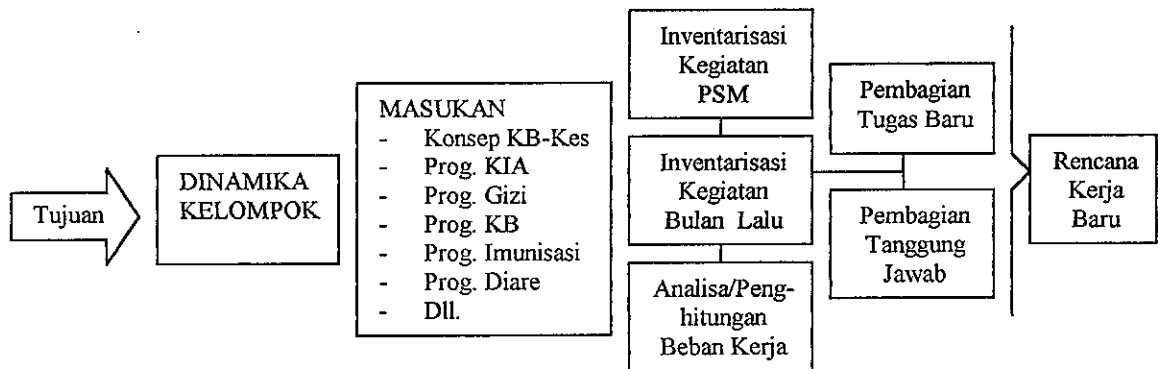 Tujuan
DINAMIKA
KELOMPOK
MASUKAN
- Konsep KB-Kes
- Prog. KIA
- Prog. Gizi
- Prog. KB
- Prog. Imunisasi
- Prog. Diare
- Dll.
Inventarisasi
Kegiatan
PSM
Inventarisasi
Kegiatan
Bulan Lalu
Analisa/Peng-
hitungan
Beban Kerja
Pembagian
Tugas Baru
Pembagian
Tanggung
Jawab
Rencana
Kerja
Baru